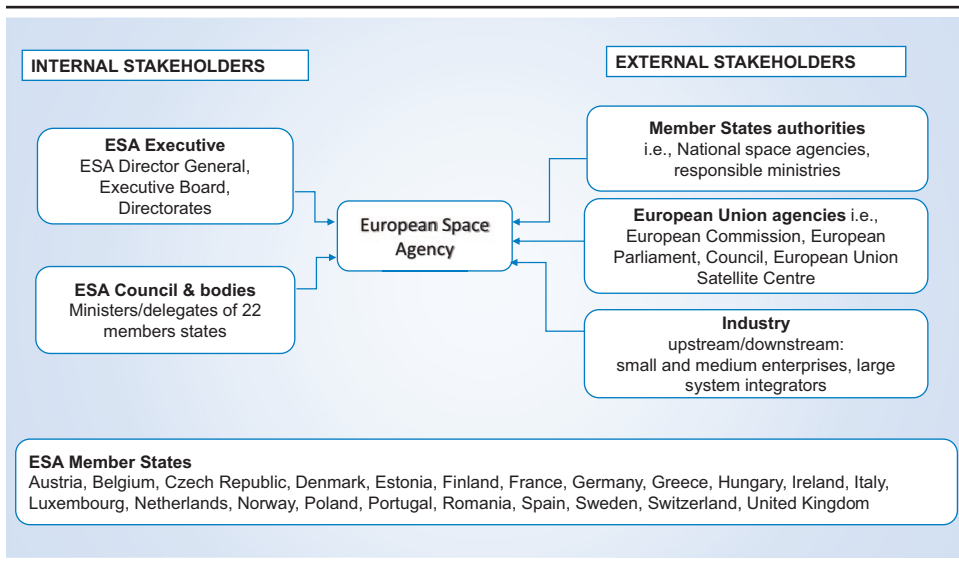 INTERNAL STAKEHOLDERS
EXTERNAL STAKEHOLDERS
ESA Executive
ESA Director General,
Executive Board,
Directorates
ESA Council & bodies
Ministers/delegates of 22
members states
European Space
Agency
Member States authorities
i.e., National space agencies,
responsible ministries
European Union agencies i.e.,
European Commission, European
Parliament, Council, European Union
Satellite Centre
Industry
upstream/downstream:
small and medium enterprises, large
system integrators
ESA Member States
Austria, Belgium, Czech Republic, Denmark, Estonia, Finland, France, Germany, Greece, Hungary, Ireland, Italy,
Luxembourg, Netherlands, Norway, Poland, Portugal, Romania, Spain, Sweden, Switzerland, United Kingdom